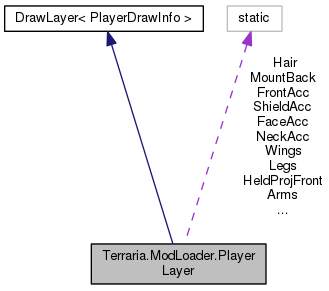 DrawLayer< PlayerDrawInfo >
static
Hair
MountBack
FrontAcc
ShieldAcc
FaceAcc
NeckAcc
Wings
Legs
HeldProjFront
Arms
...
Terraria.ModLoader.Player
Layer